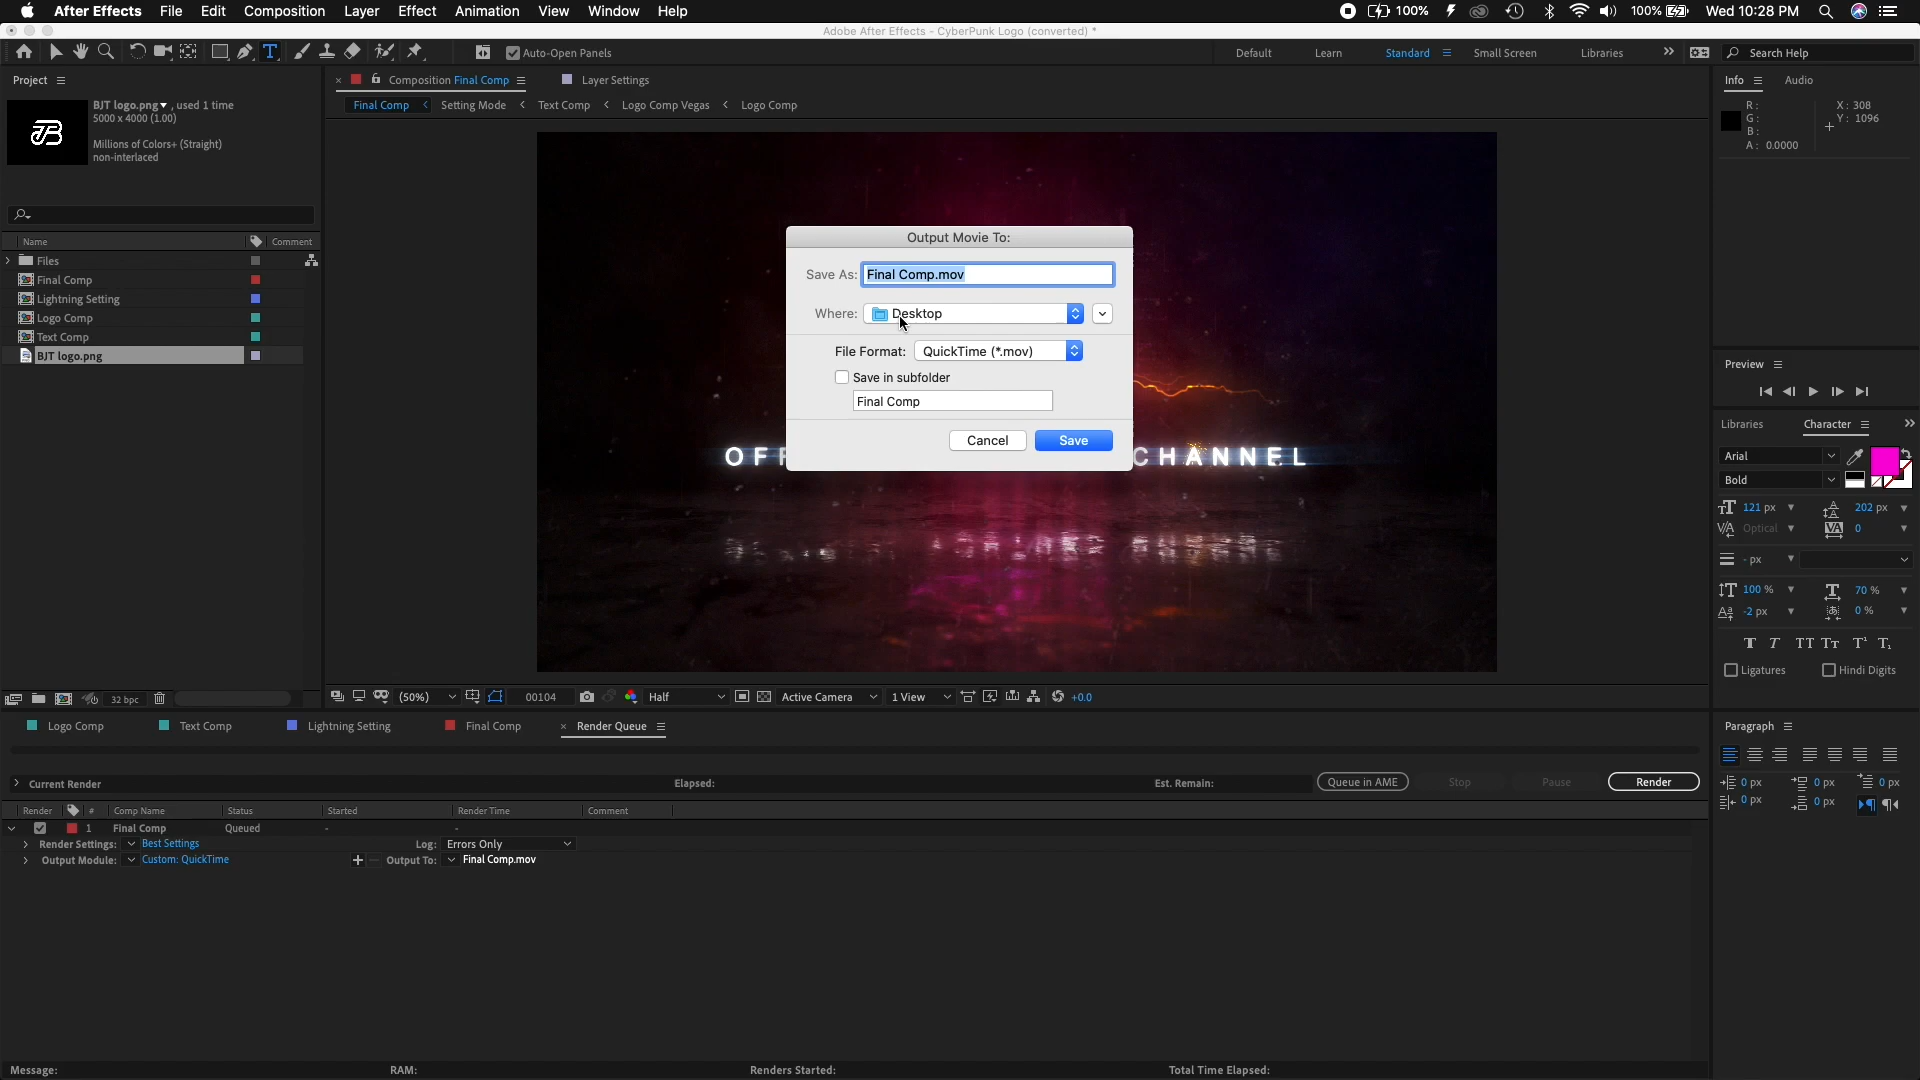 After Effects File Edit Composition Layer Effect Animation View Window Help
100% 100% Wed 10:28 PM
Adobe After Effects - CyberPunk Logo (converted) *
Auto-Open Panels
Default Learn Standard Small Screen Libraries Search Help
Project
BJT logo.png , used 1 time
5000 x 4000 (1.00)
Millions of Colors+ (Straight)
non-interlaced
Name Comment
Files
Final Comp
Lightning Setting
Logo Comp
Text Comp
BJT logo.png
32 bpc
Composition Final Comp
Layer Settings
Final Comp Setting Mode Text Comp Logo Comp Vegas Logo Comp
Output Movie To:
Save As: Final Comp.mov
Where: Desktop
File Format: QuickTime (*.mov)
Save in subfolder
Final Comp
Cancel Save
CHANNEL
(50%) 00104 Half Active Camera 1 View +0.0
Info Audio
R: X: 308
G: Y: 1096
B:
A: 0.0000
Preview
Libraries Character
Arial
Bold
121 px 202 px
Optical 0
- px
100 % 70 %
-2 px 0 %
Ligatures Hindi Digits
Paragraph
0 px 0 px 0 px
0 px 0 px
Logo Comp Text Comp Lightning Setting Final Comp Render Queue
Current Render Elapsed: Est. Remain: Queue in AME Stop Pause Render
Render # Comp Name Status Started Render Time Comment
1 Final Comp Queued - -
Render Settings: Best Settings Log: Errors Only
Output Module: Custom: QuickTime Output To: Final Comp.mov
Message: RAM: Renders Started: Total Time Elapsed: